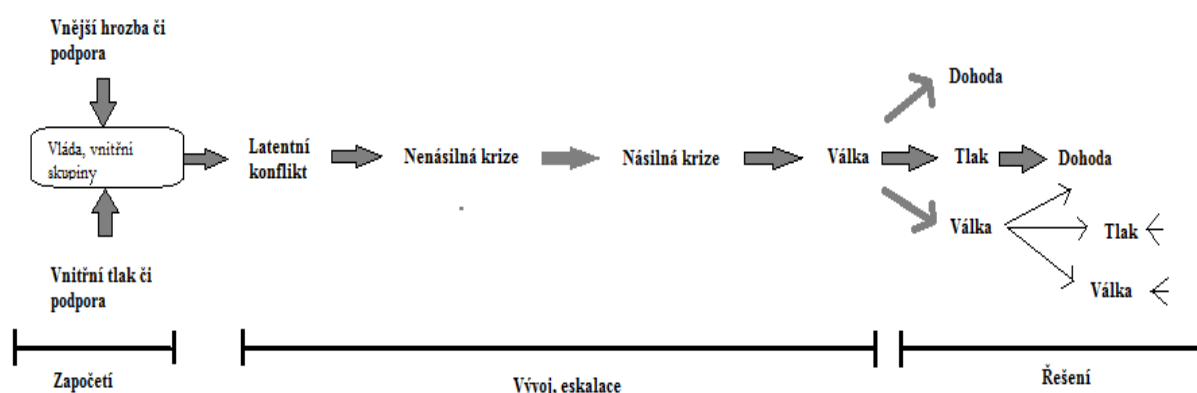 Vnější hrozba či
podpora
Vláda, vnitřní
skupiny
Vnitřní tlak či
podpora
Latentní
konflikt
Nenásilná krize
Násilná krize
Válka
Dohoda
Tlak
Dohoda
Válka
Tlak
Válka
Započetí
Vývoj, eskalace
Řešení